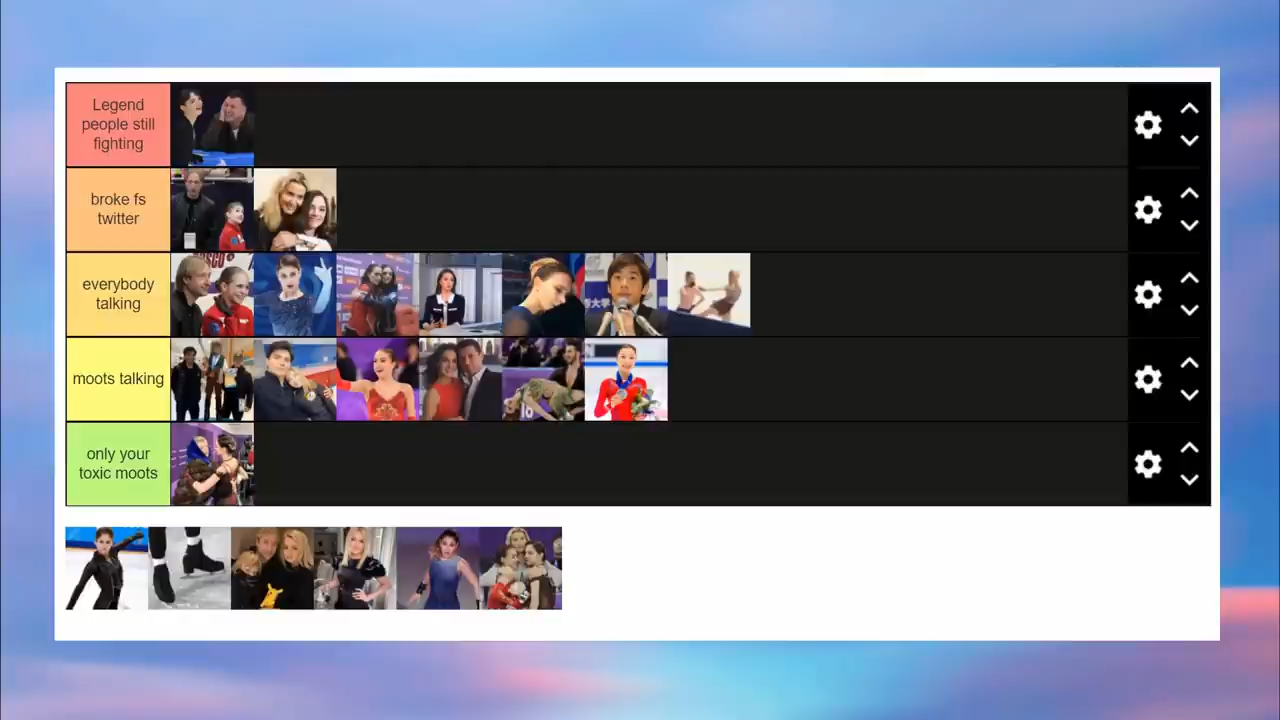 Legend
people still
fighting
broke fs
twitter
everybody
talking
moots talking
only your
toxic moots